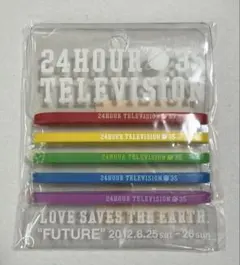 24HOUR 35
TELEVISION
24HOUR TELEVISION 35
24HOUR TELEVISION 35
24HOUR TELEVISION 35
24HOUR TELEVISION 35
24HOUR TELEVISION 35
LOVE SAVES THE EARTH.
"FUTURE" 2012.8.25 sat - 26 sun